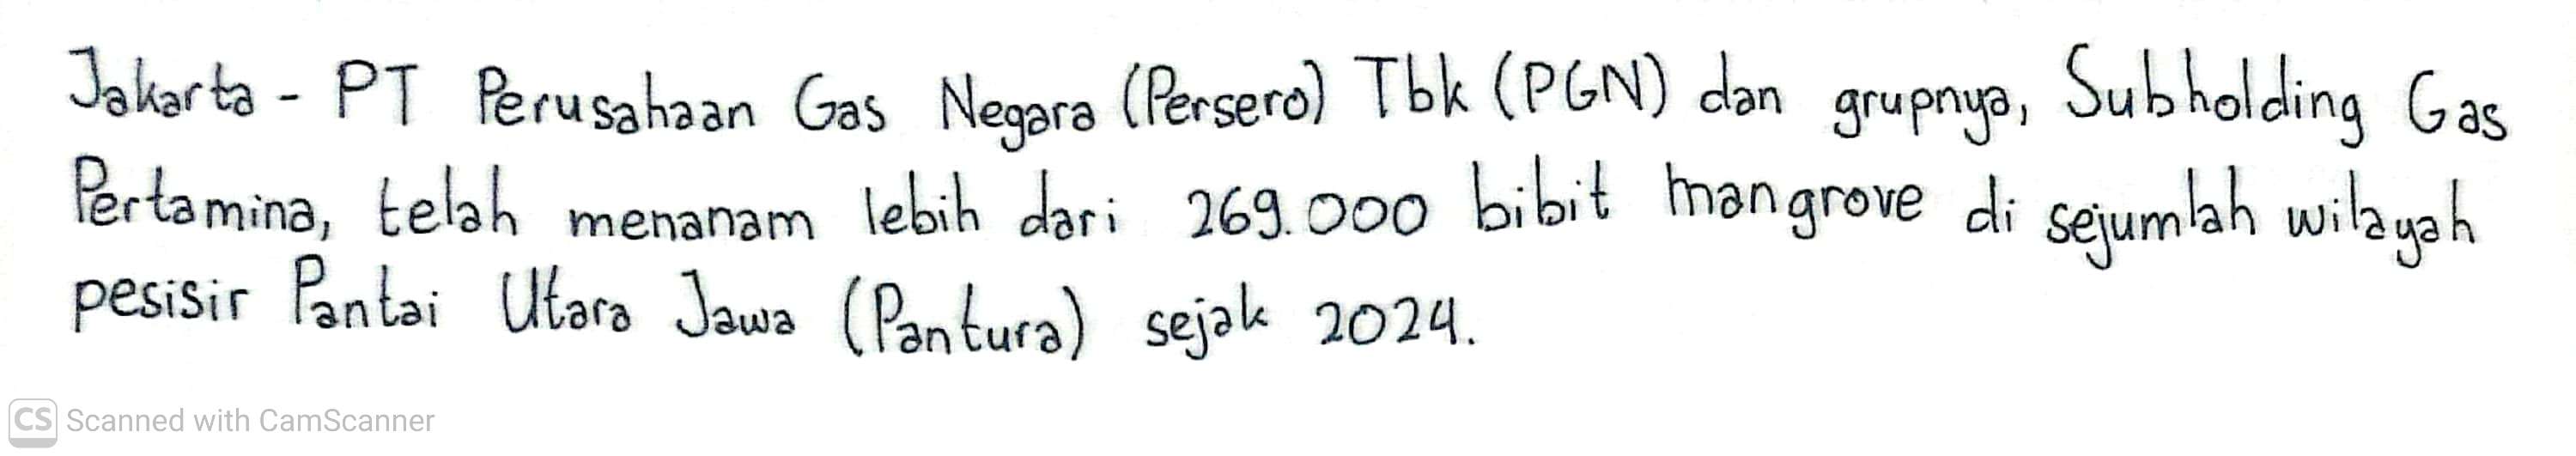 Jakarta - PT Perusahaan Gas Negara (Persero) Tbk (PGN) dan grupnya, Subholding Gas
Pertamina, telah menanam lebih dari 269.000 bibit mangrove di sejumlah wilayah
pesisir Pantai Utara Jawa (Pantura) sejak 2024.
CS Scanned with CamScanner